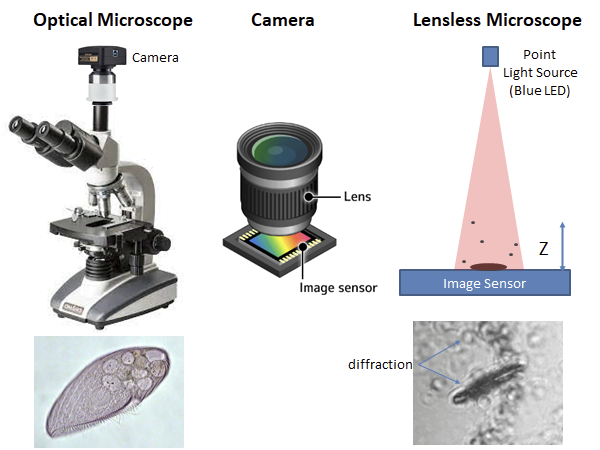 Optical Microscope
Camera
Lensless Microscope
Camera
Point
Light Source
(Blue LED)
Lens
Z
Image sensor
Image Sensor
diffraction